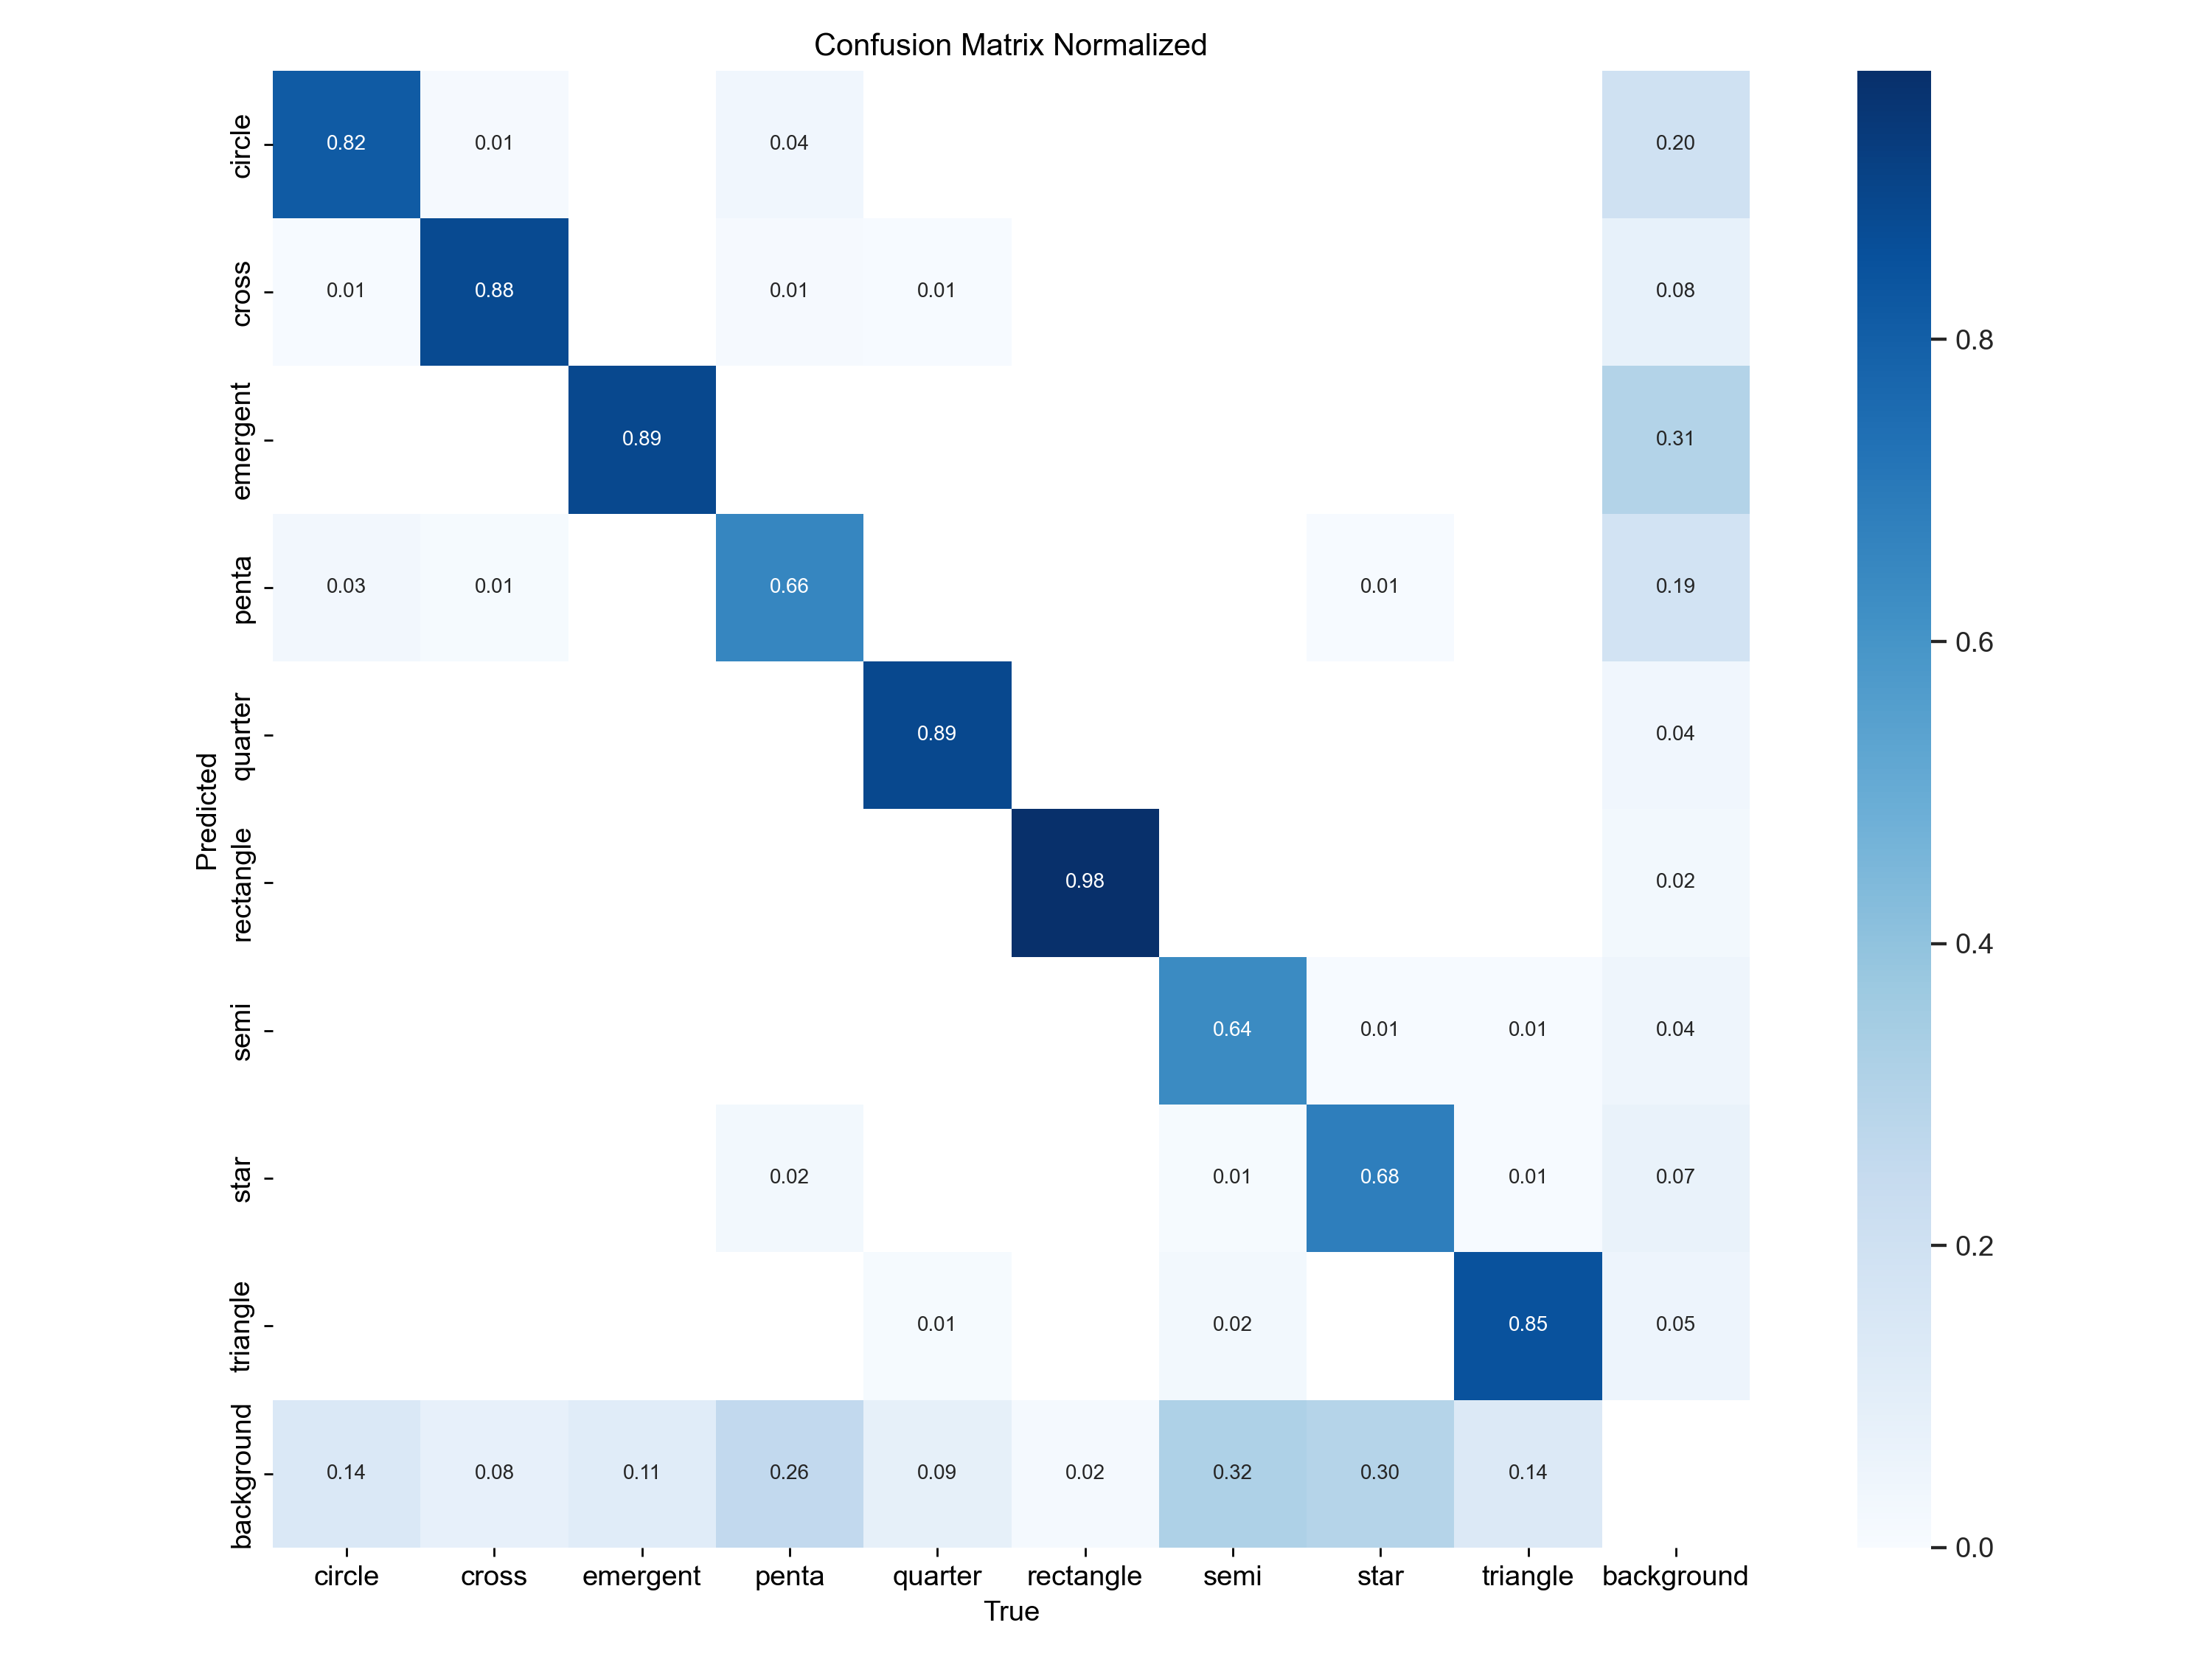 Confusion Matrix Normalized
circle 0.82 0.01 0.04 0.20
cross 0.01 0.88 0.01 0.01 0.08
0.8
emergent 0.89 0.31
penta 0.03 0.01 0.66 0.01 0.19
0.6
quarter 0.89 0.04
Predicted
rectangle 0.98 0.02
0.4
semi 0.64 0.01 0.01 0.04
star 0.02 0.01 0.68 0.01 0.07
0.2
triangle 0.01 0.02 0.85 0.05
background 0.14 0.08 0.11 0.26 0.09 0.02 0.32 0.30 0.14
0.0
circle cross emergent penta quarter rectangle semi star triangle background
True